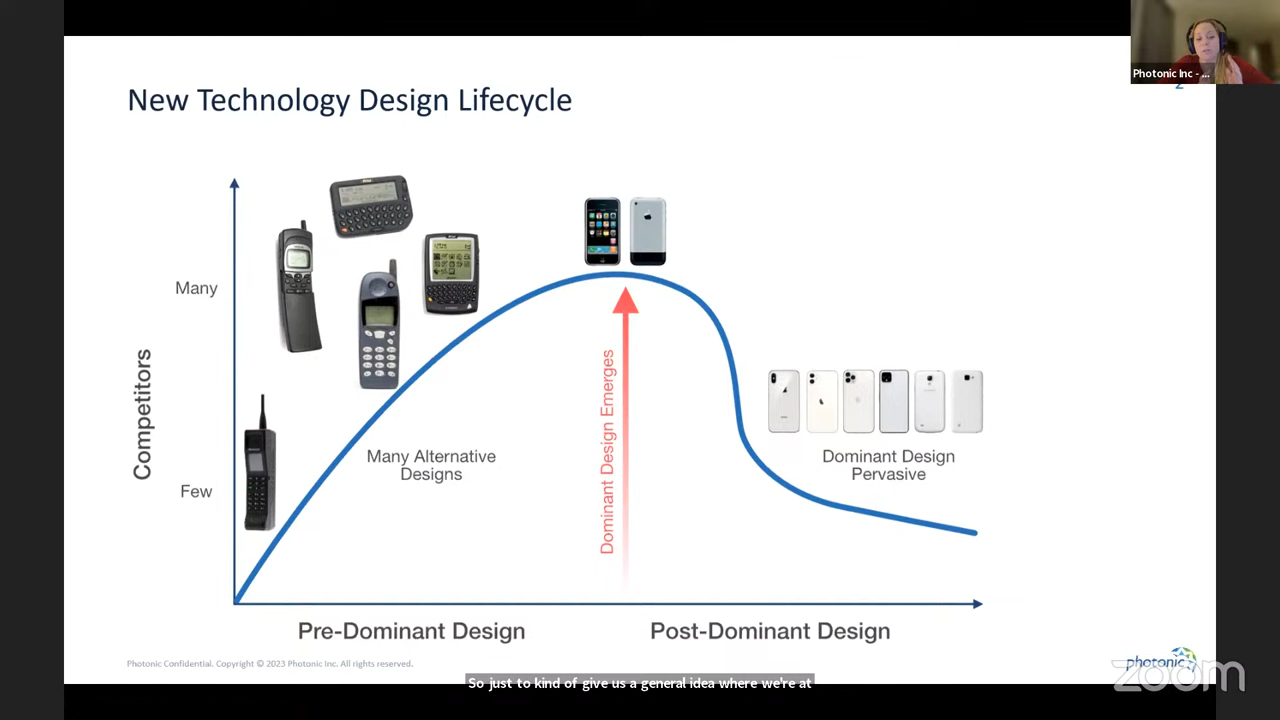 Photonic Inc - ...
2
New Technology Design Lifecycle
Many
Competitors
Few
Many Alternative
Designs
Dominant Design Emerges
Dominant Design
Pervasive
Pre-Dominant Design
Post-Dominant Design
Photonic Confidential. Copyright © 2023 Photonic Inc. All rights reserved.
photonic
zoom
So just to kind of give us a general idea where we're at